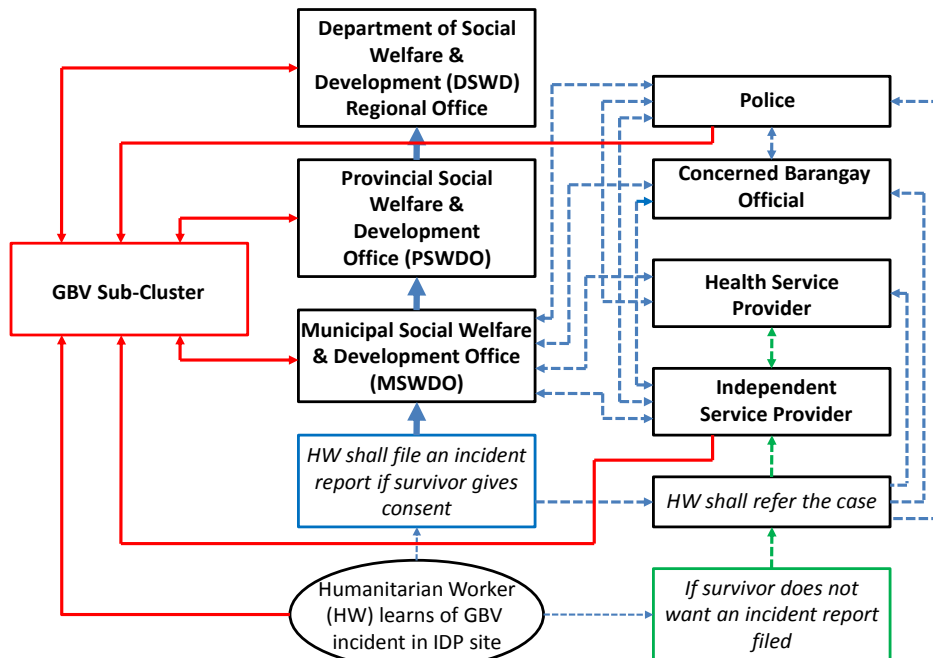 Department of Social
Welfare &
Development (DSWD)
Regional Office
Police
Provincial Social
Welfare &
Development
Office (PSWDO)
Concerned Barangay
Official
GBV Sub-Cluster
Health Service
Provider
Municipal Social Welfare
& Development Office
(MSWDO)
Independent
Service Provider
HW shall file an incident
report if survivor gives
consent
HW shall refer the case
Humanitarian Worker
(HW) learns of GBV
incident in IDP site
If survivor does not
want an incident report
filed